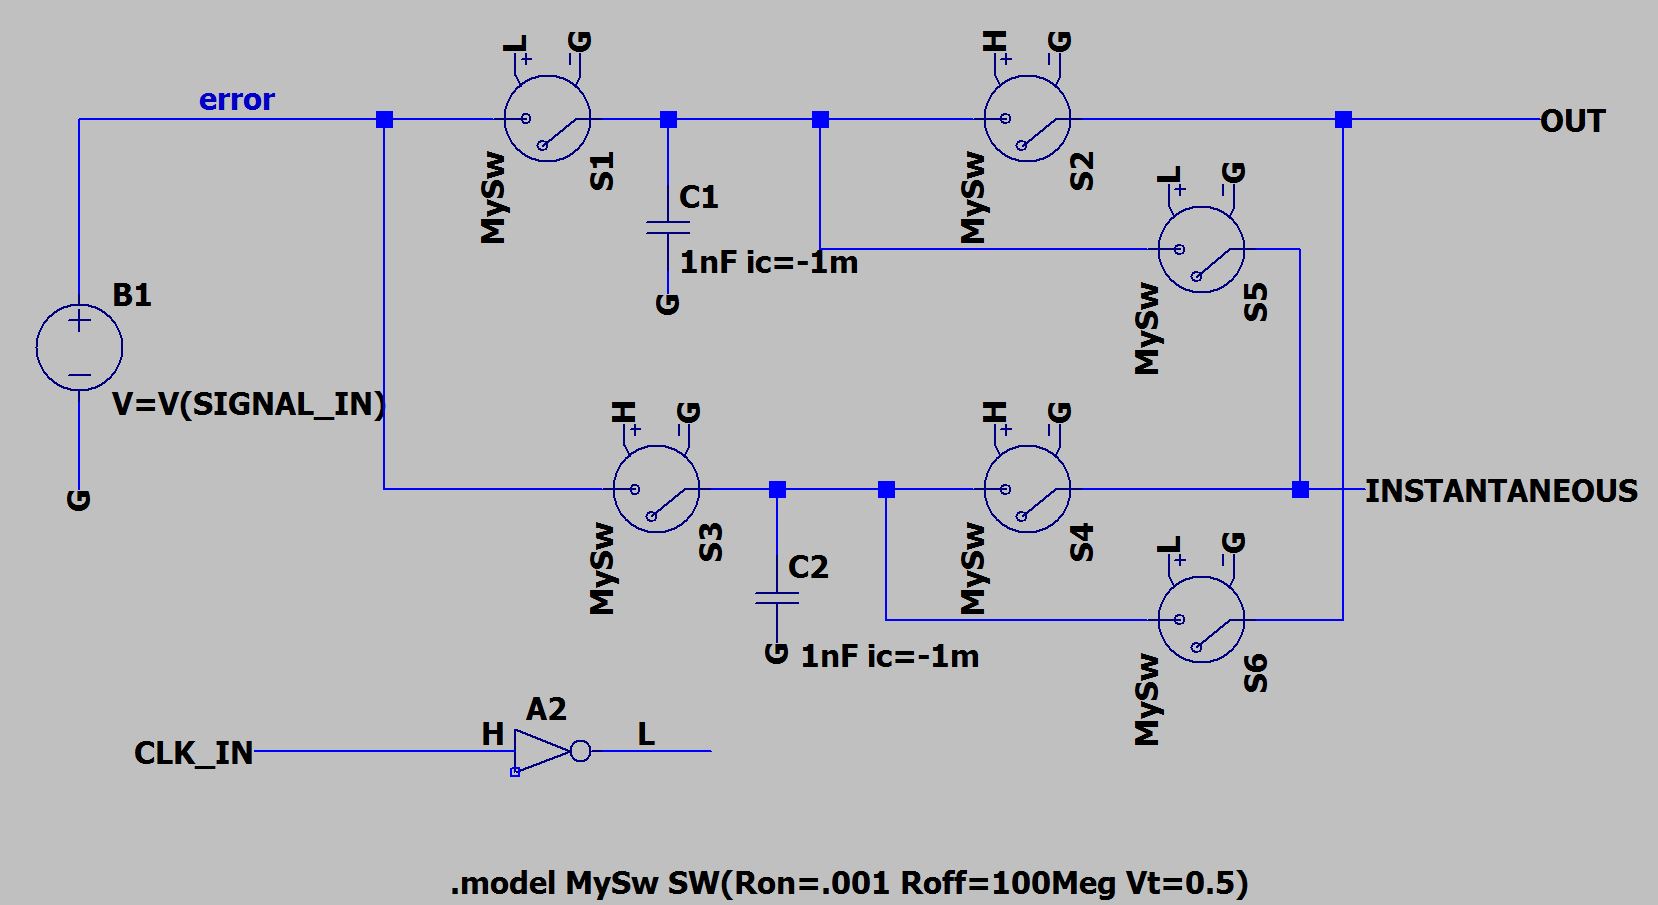 error
L
+
–
G
MySw
S1
C1
1nF ic=-1m
G
H
+
–
G
MySw
S2
OUT
L
+
–
G
MySw
S5
B1
+
–
V=V(SIGNAL_IN)
G
H
+
–
G
MySw
S3
C2
G
1nF ic=-1m
H
+
–
G
MySw
S4
INSTANTANEOUS
L
+
–
G
MySw
S6
CLK_IN
H
A2
L
.model MySw SW(Ron=.001 Roff=100Meg Vt=0.5)